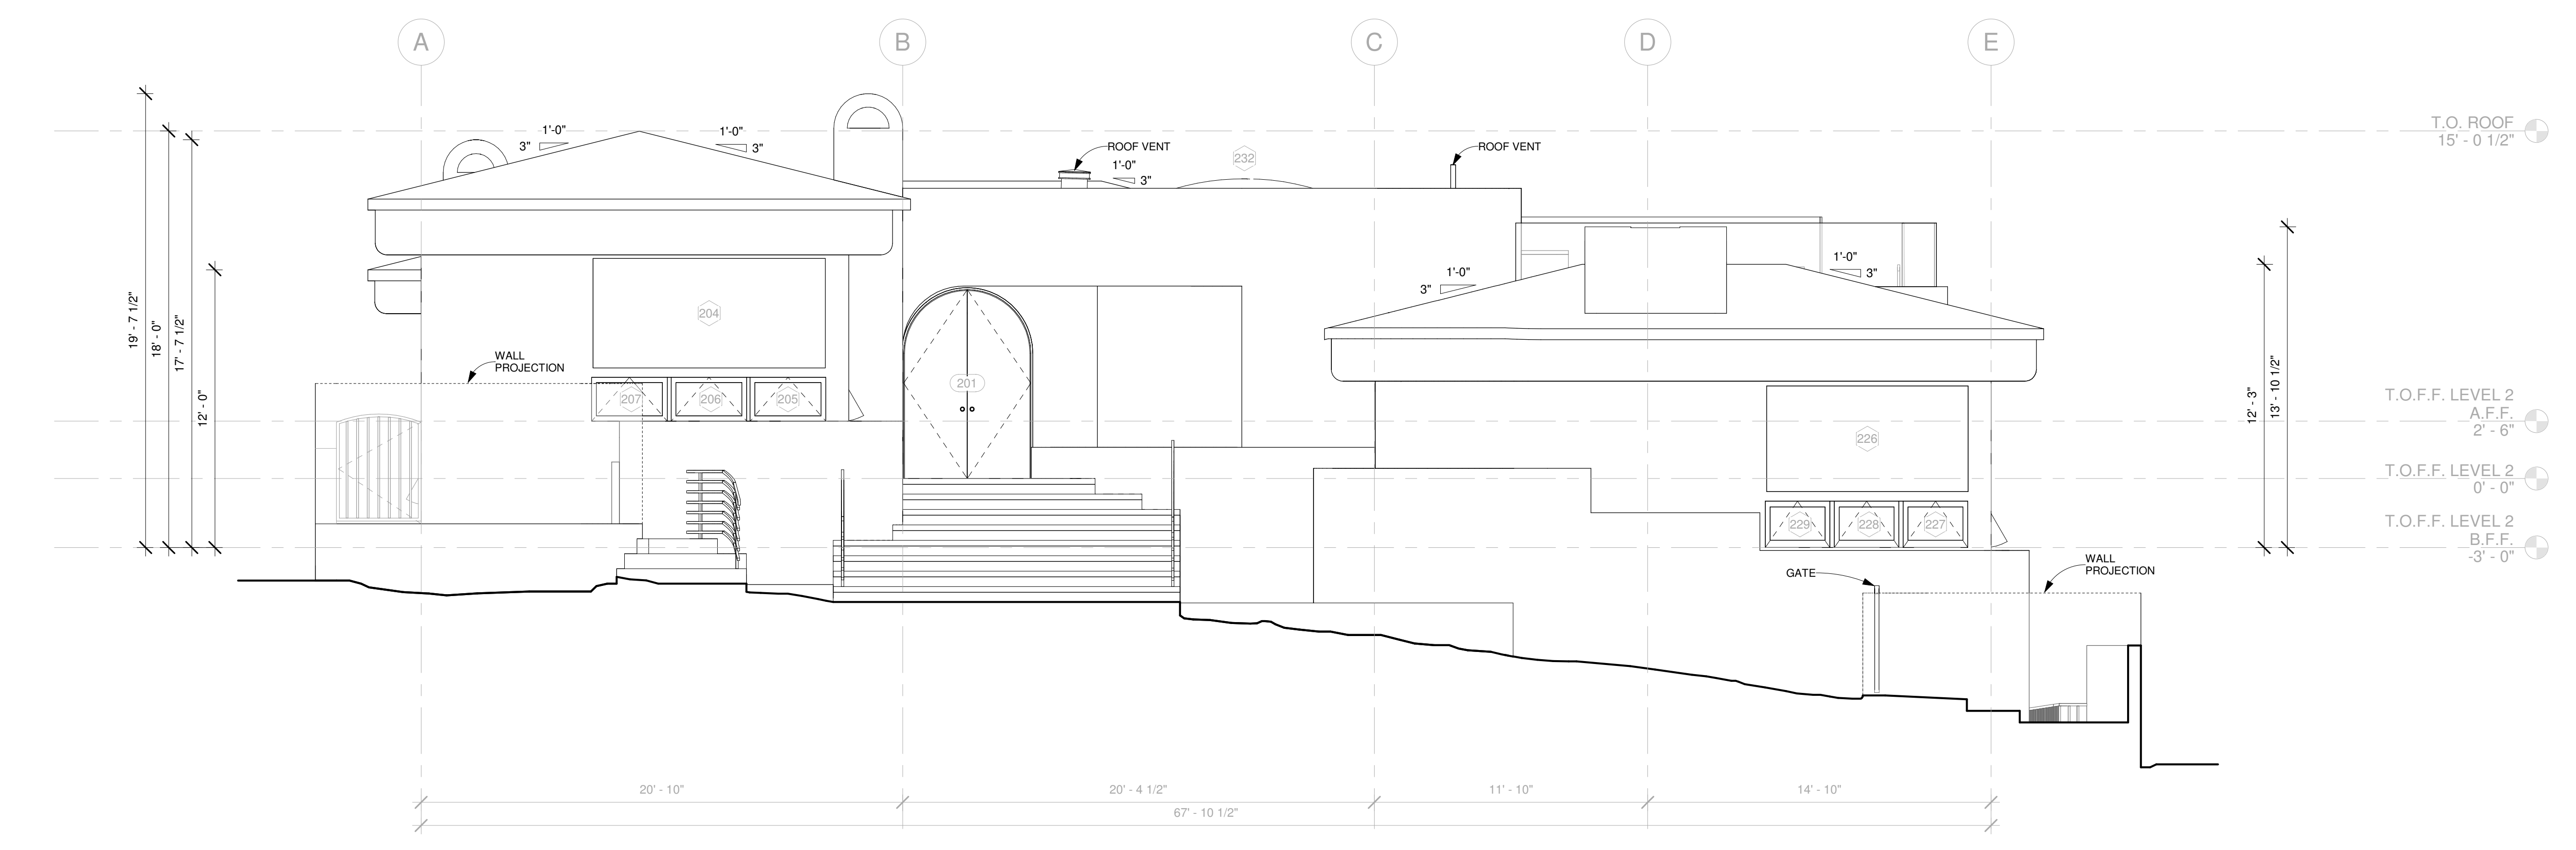 A
B
C
D
E
T.O. ROOF
15' - 0 1/2"
1'-0"
3"
1'-0"
3"
ROOF VENT
1'-0"
3"
232
ROOF VENT
1'-0"
3"
1'-0"
3"
19' - 7 1/2"
18' - 0"
17' - 7 1/2"
12' - 0"
204
WALL
PROJECTION
207
206
205
201
226
12' - 3"
13' - 10 1/2"
T.O.F.F. LEVEL 2
A.F.F.
2' - 6"
T.O.F.F. LEVEL 2
0' - 0"
T.O.F.F. LEVEL 2
B.F.F.
-3' - 0"
229
228
227
GATE
WALL
PROJECTION
20' - 10"
20' - 4 1/2"
11' - 10"
14' - 10"
67' - 10 1/2"